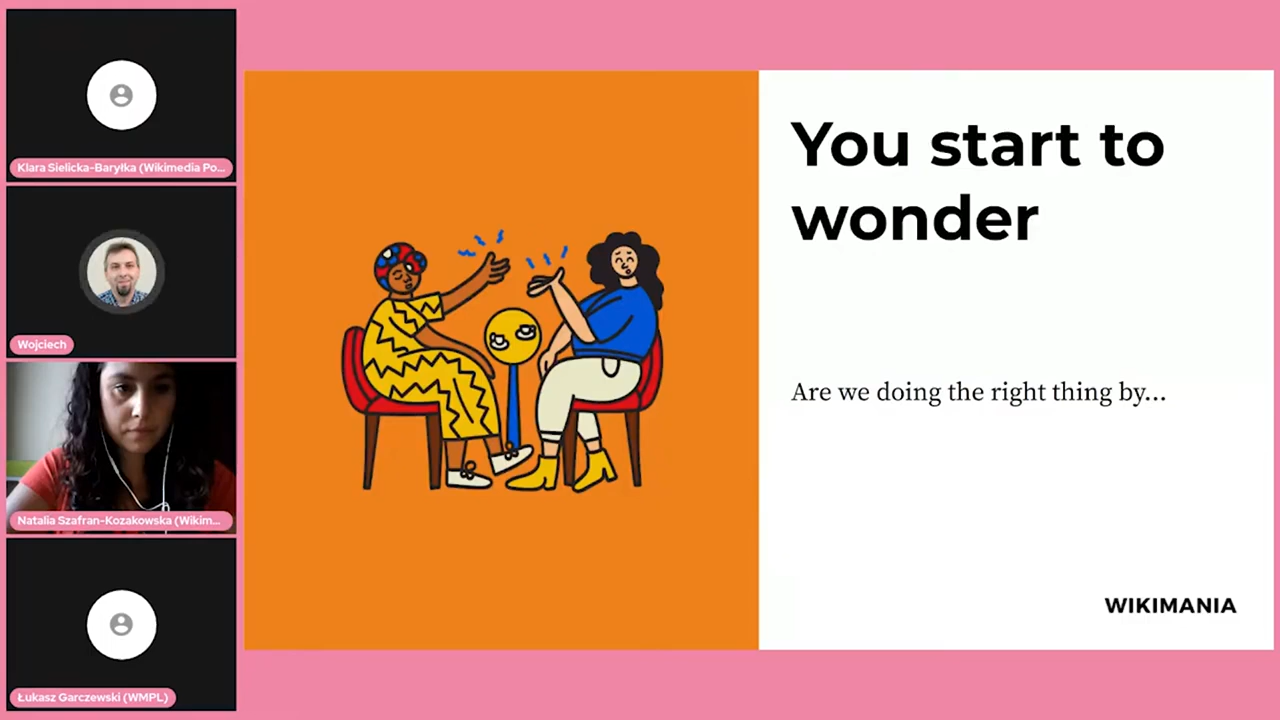 Klara Sielicka-Baryłka (Wikimedia Po...
Wojciech
Natalia Szafran-Kozakowska (Wikim...
Łukasz Garczewski (WMPL)
You start to
wonder
Are we doing the right thing by...
WIKIMANIA